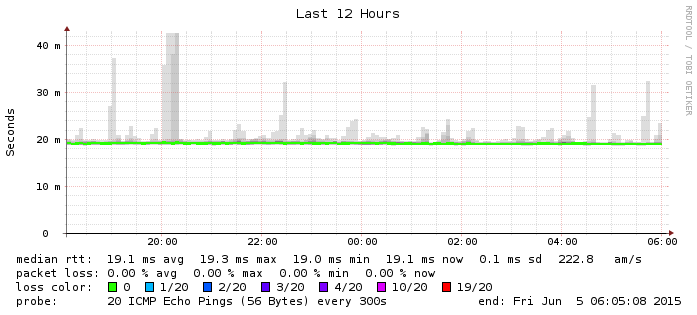 Last 12 Hours
RRDTOOL / TOBI OETIKER
Seconds
40 m
30 m
20 m
10 m
0
20:00 22:00 00:00 02:00 04:00 06:00
median rtt: 19.1 ms avg 19.3 ms max 19.0 ms min 19.1 ms now 0.1 ms sd 222.8 am/s
packet loss: 0.00 % avg 0.00 % max 0.00 % min 0.00 % now
loss color: 0 1/20 2/20 3/20 4/20 10/20 19/20
probe: 20 ICMP Echo Pings (56 Bytes) every 300s end: Fri Jun 5 06:05:08 2015